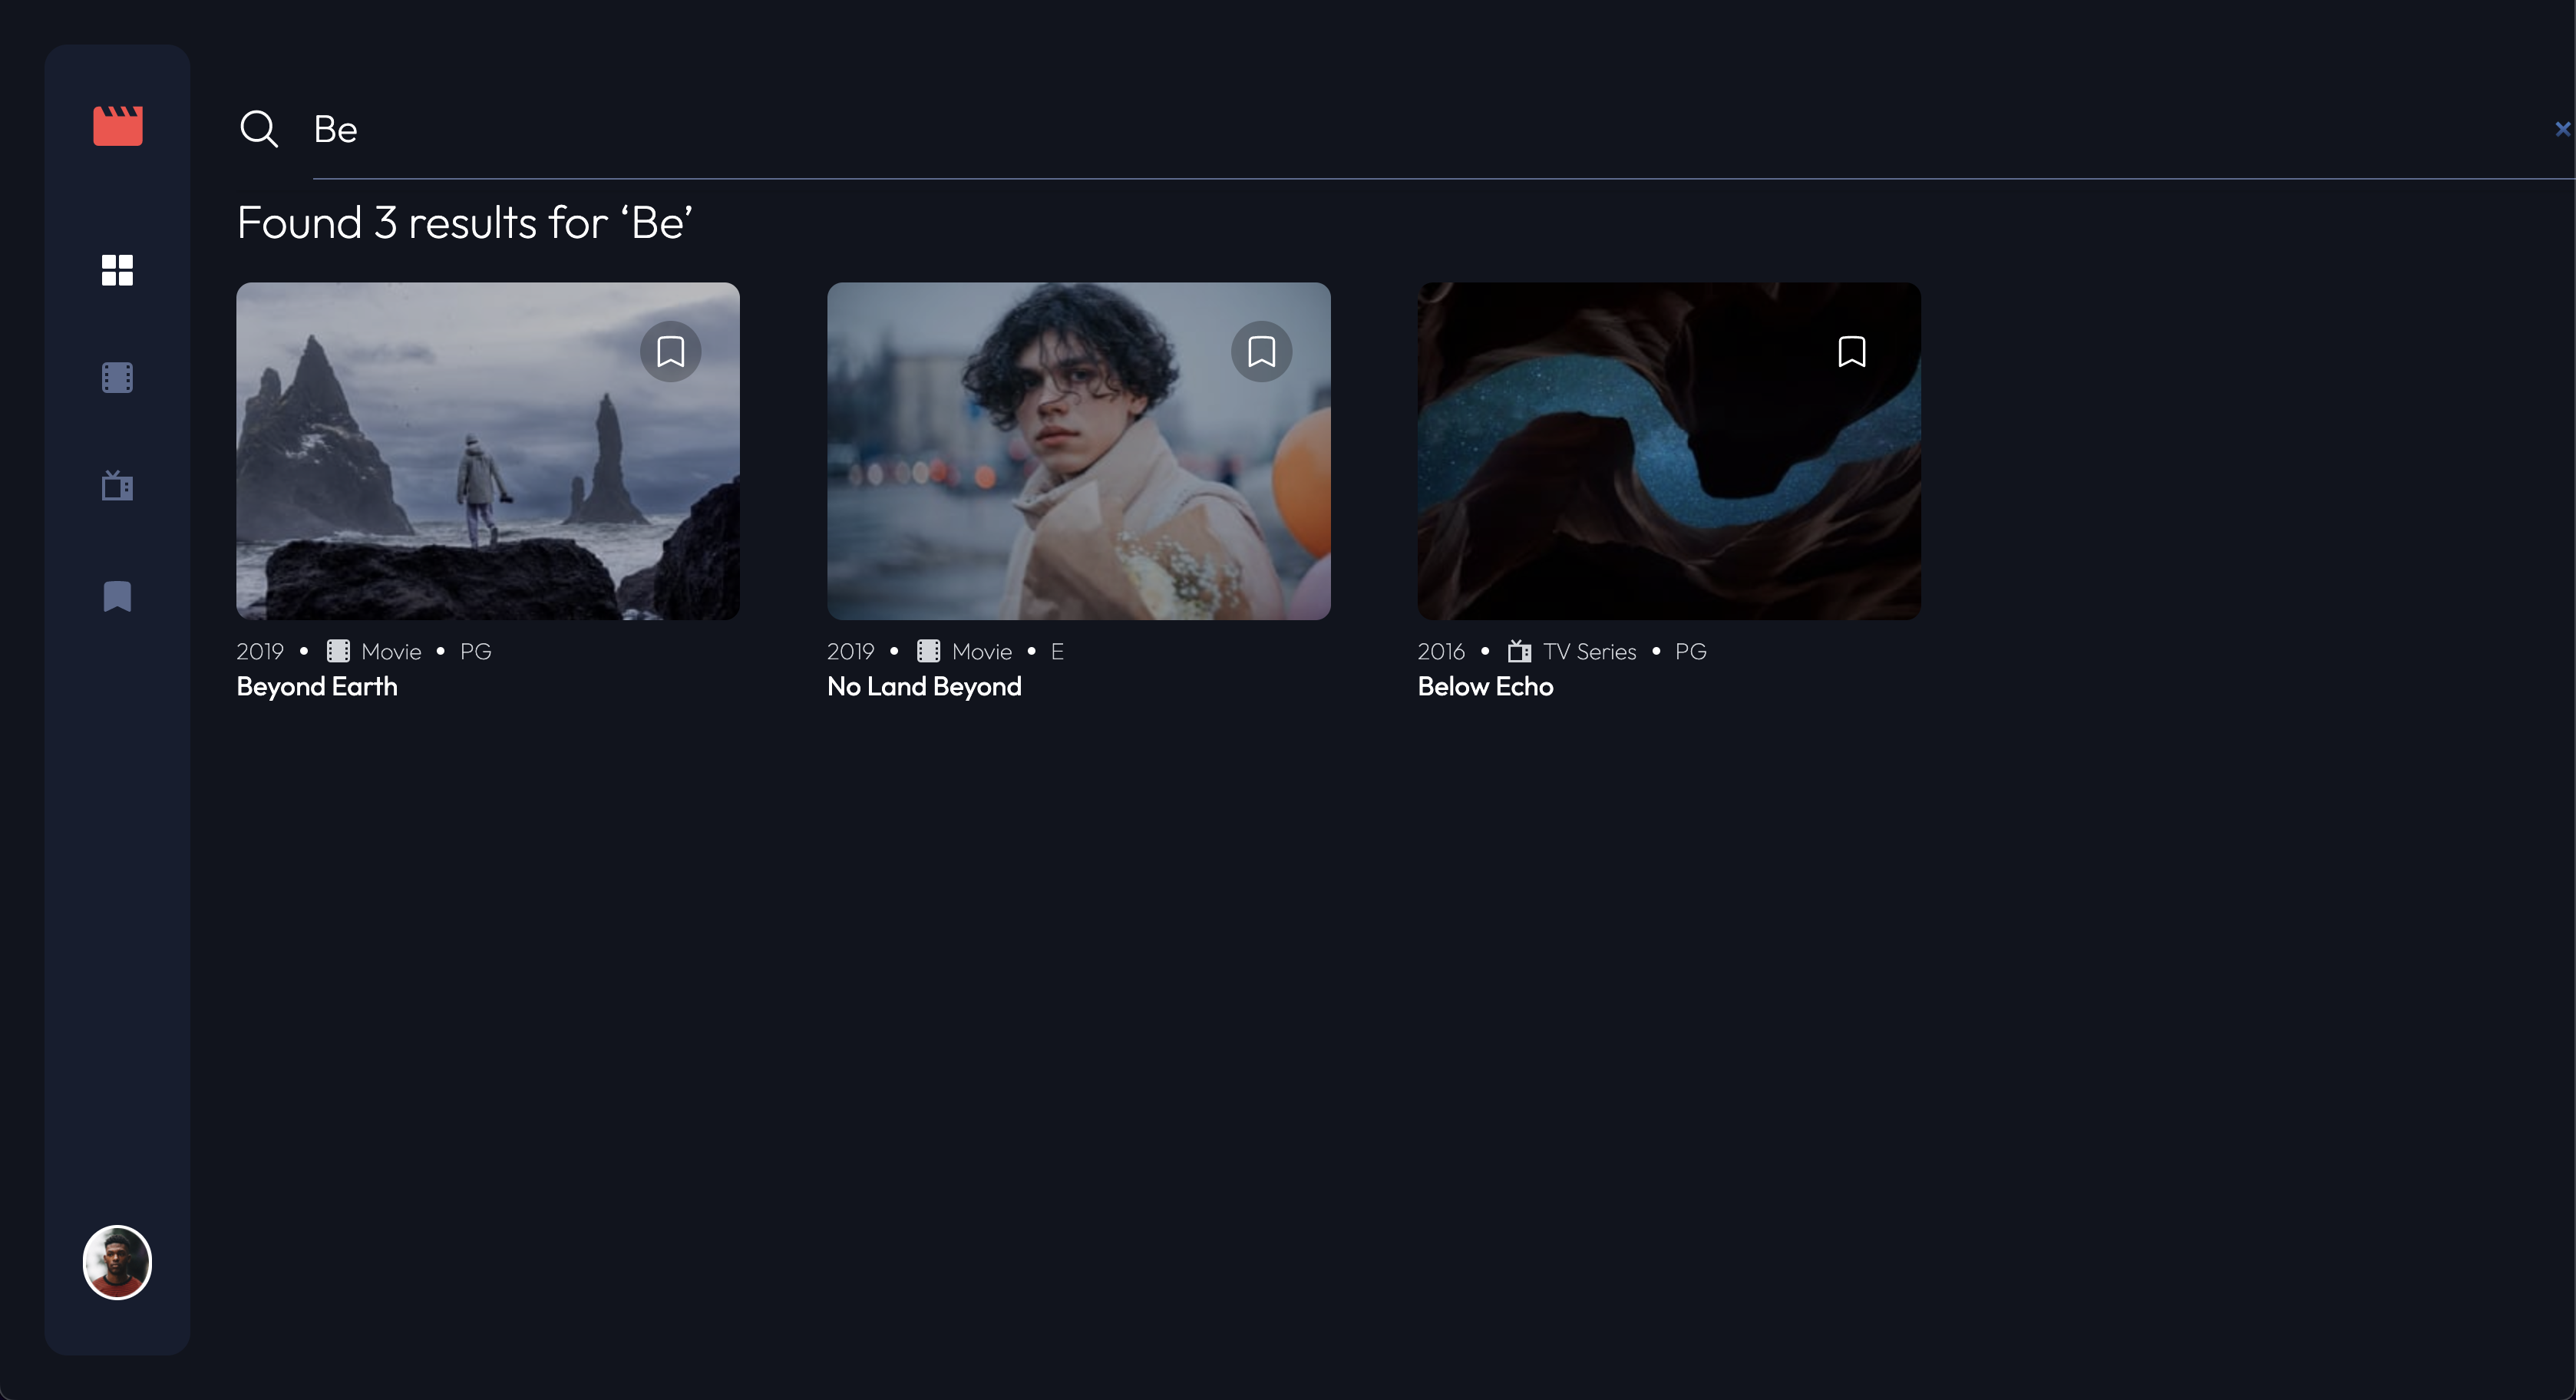 Be
Found 3 results for ‘Be’
2019 • Movie • PG
Beyond Earth
2019 • Movie • E
No Land Beyond
2016 • TV Series • PG
Below Echo